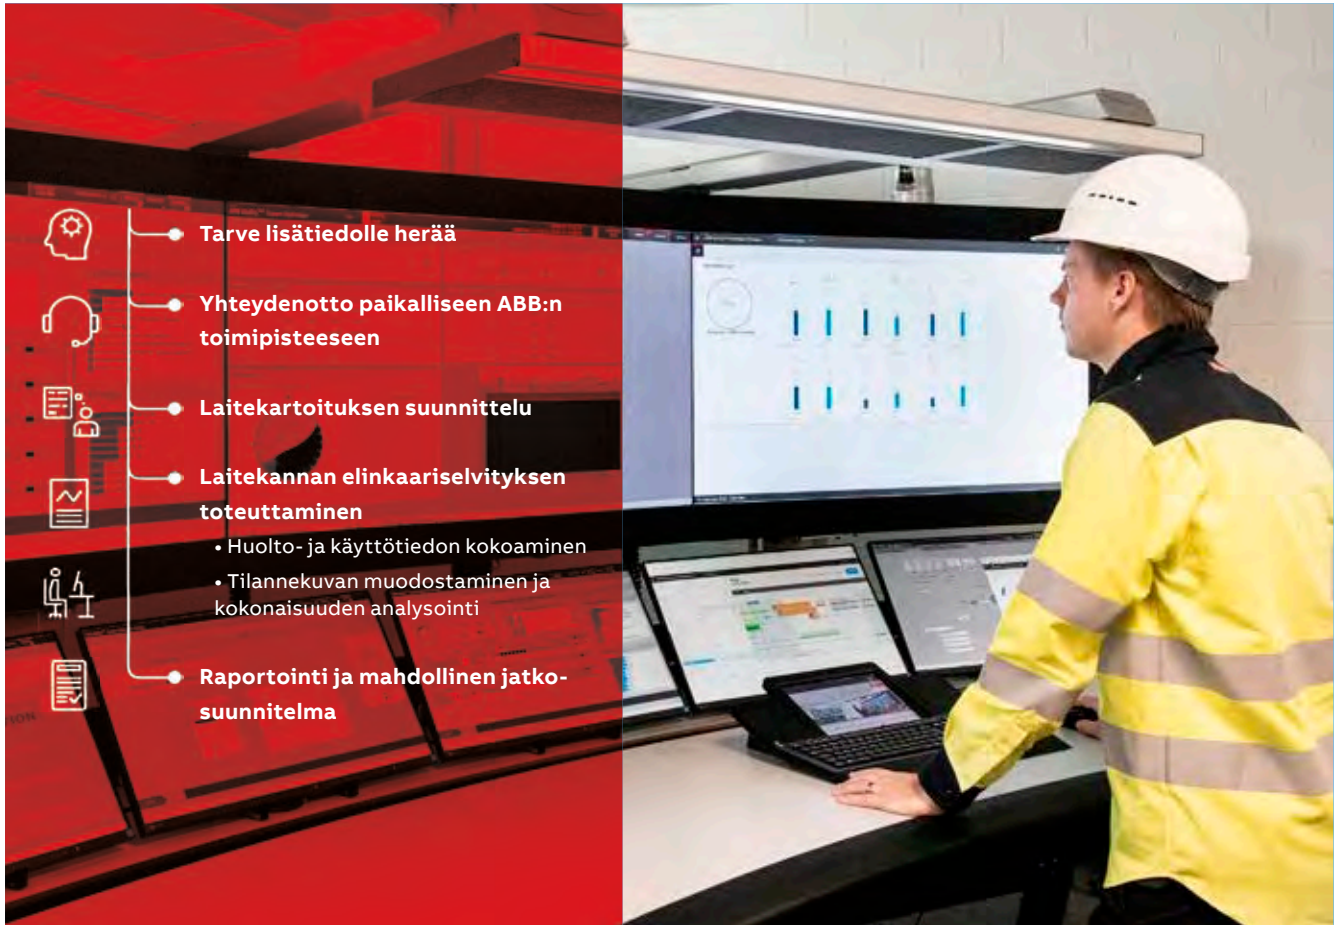 Tarve lisätiedolle herää
Yhteydenotto paikalliseen ABB:n
toimipisteeseen
Laitekartoituksen suunnittelu
Laitekannan elinkaariselvityksen
toteuttaminen
• Huolto- ja käyttötiedon kokoaminen
• Tilannekuvan muodostaminen ja
kokonaisuuden analysointi
Raportointi ja mahdollinen jatko-
suunnitelma